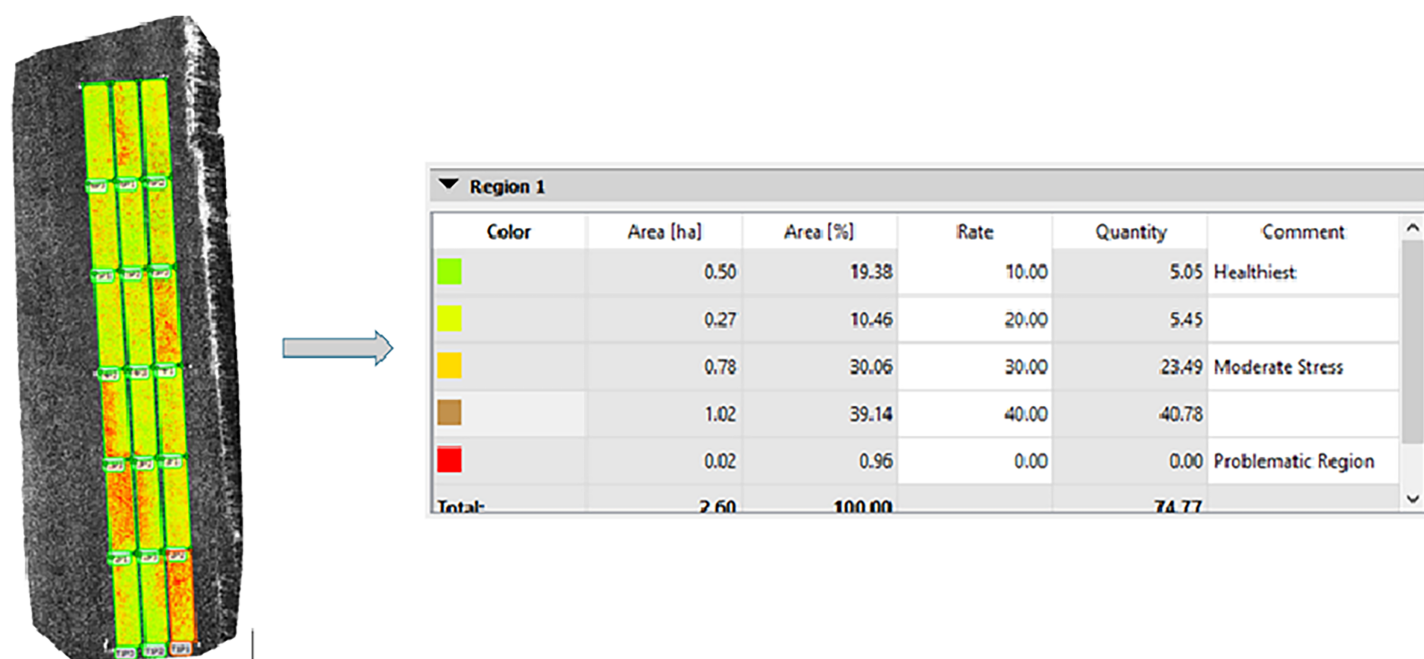 Region 1
Color Area [ha] Area [%] Rate Quantity Comment
0.50 19.38 10.00 5.05 Healthiest
0.27 10.46 20.00 5.45
0.78 30.06 30.00 23.49 Moderate Stress
1.02 39.14 40.00 40.78
0.02 0.96 0.00 0.00 Problematic Region
Total: 2.60 100.00 74.77